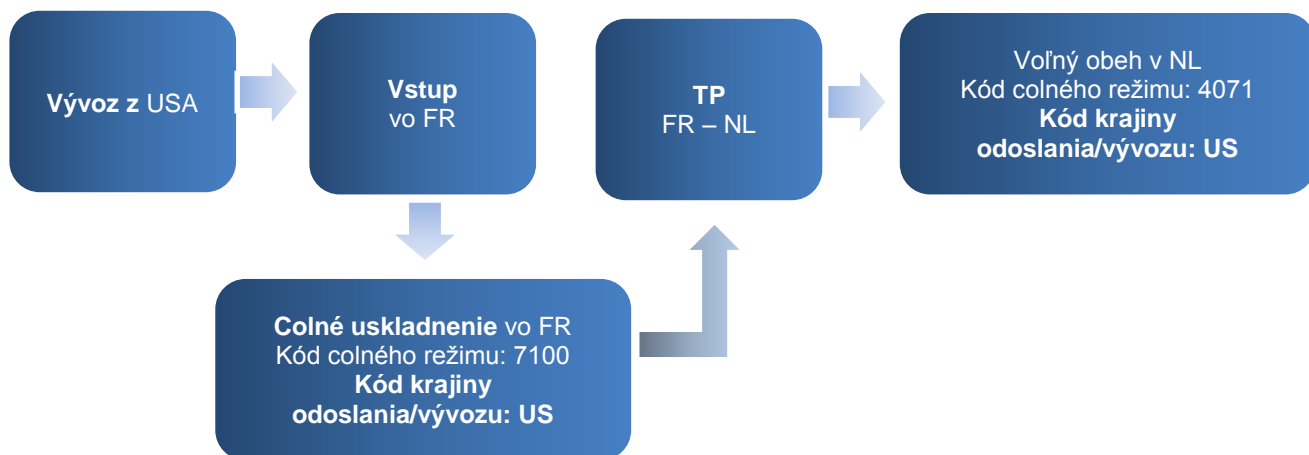 Vývoz z USA
Vstup
vo FR
Colné uskladnenie vo FR
Kód colného režimu: 7100
Kód krajiny
odoslania/vývozu: US
TP
FR – NL
Voľný obeh v NL
Kód colného režimu: 4071
Kód krajiny
odoslania/vývozu: US